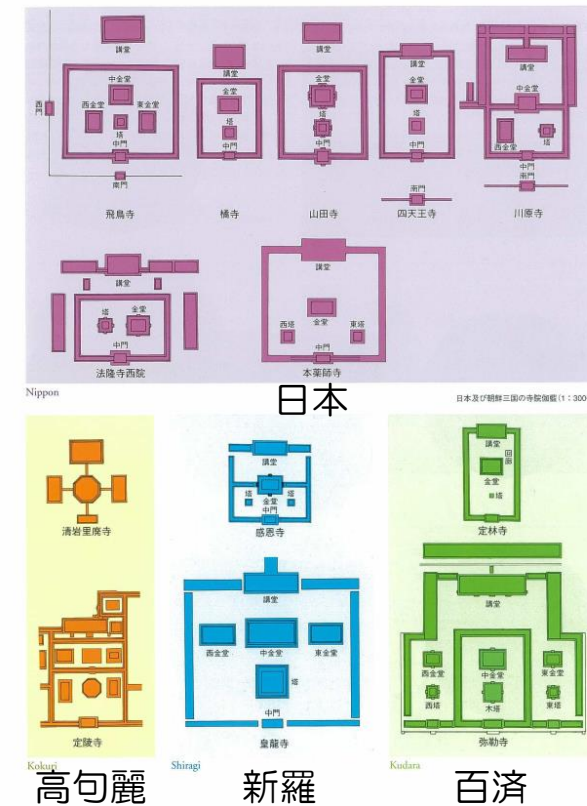 講堂
中金堂
西金堂
東金堂
塔
中門
西門
南門
飛鳥寺
講堂
金堂
塔
中門
橘寺
講堂
金堂
塔
中門
山田寺
講堂
金堂
塔
中門
南門
四天王寺
講堂
中金堂
西金堂
塔
中門
南門
川原寺
講堂
塔
金堂
中門
法隆寺西院
講堂
金堂
西塔
東塔
中門
本薬師寺
Nippon
日本
日本及び朝鮮三国の寺院伽藍(1:300
清岩里廃寺
定陵寺
Kokuri
高句麗
講堂
塔
塔
金堂
中門
感恩寺
講堂
西金堂
中金堂
東金堂
塔
中門
皇龍寺
Shiragi
新羅
講堂
回廊
金堂
塔
定林寺
講堂
西金堂
中金堂
東金堂
西塔
木塔
東塔
弥勒寺
Kudara
百済